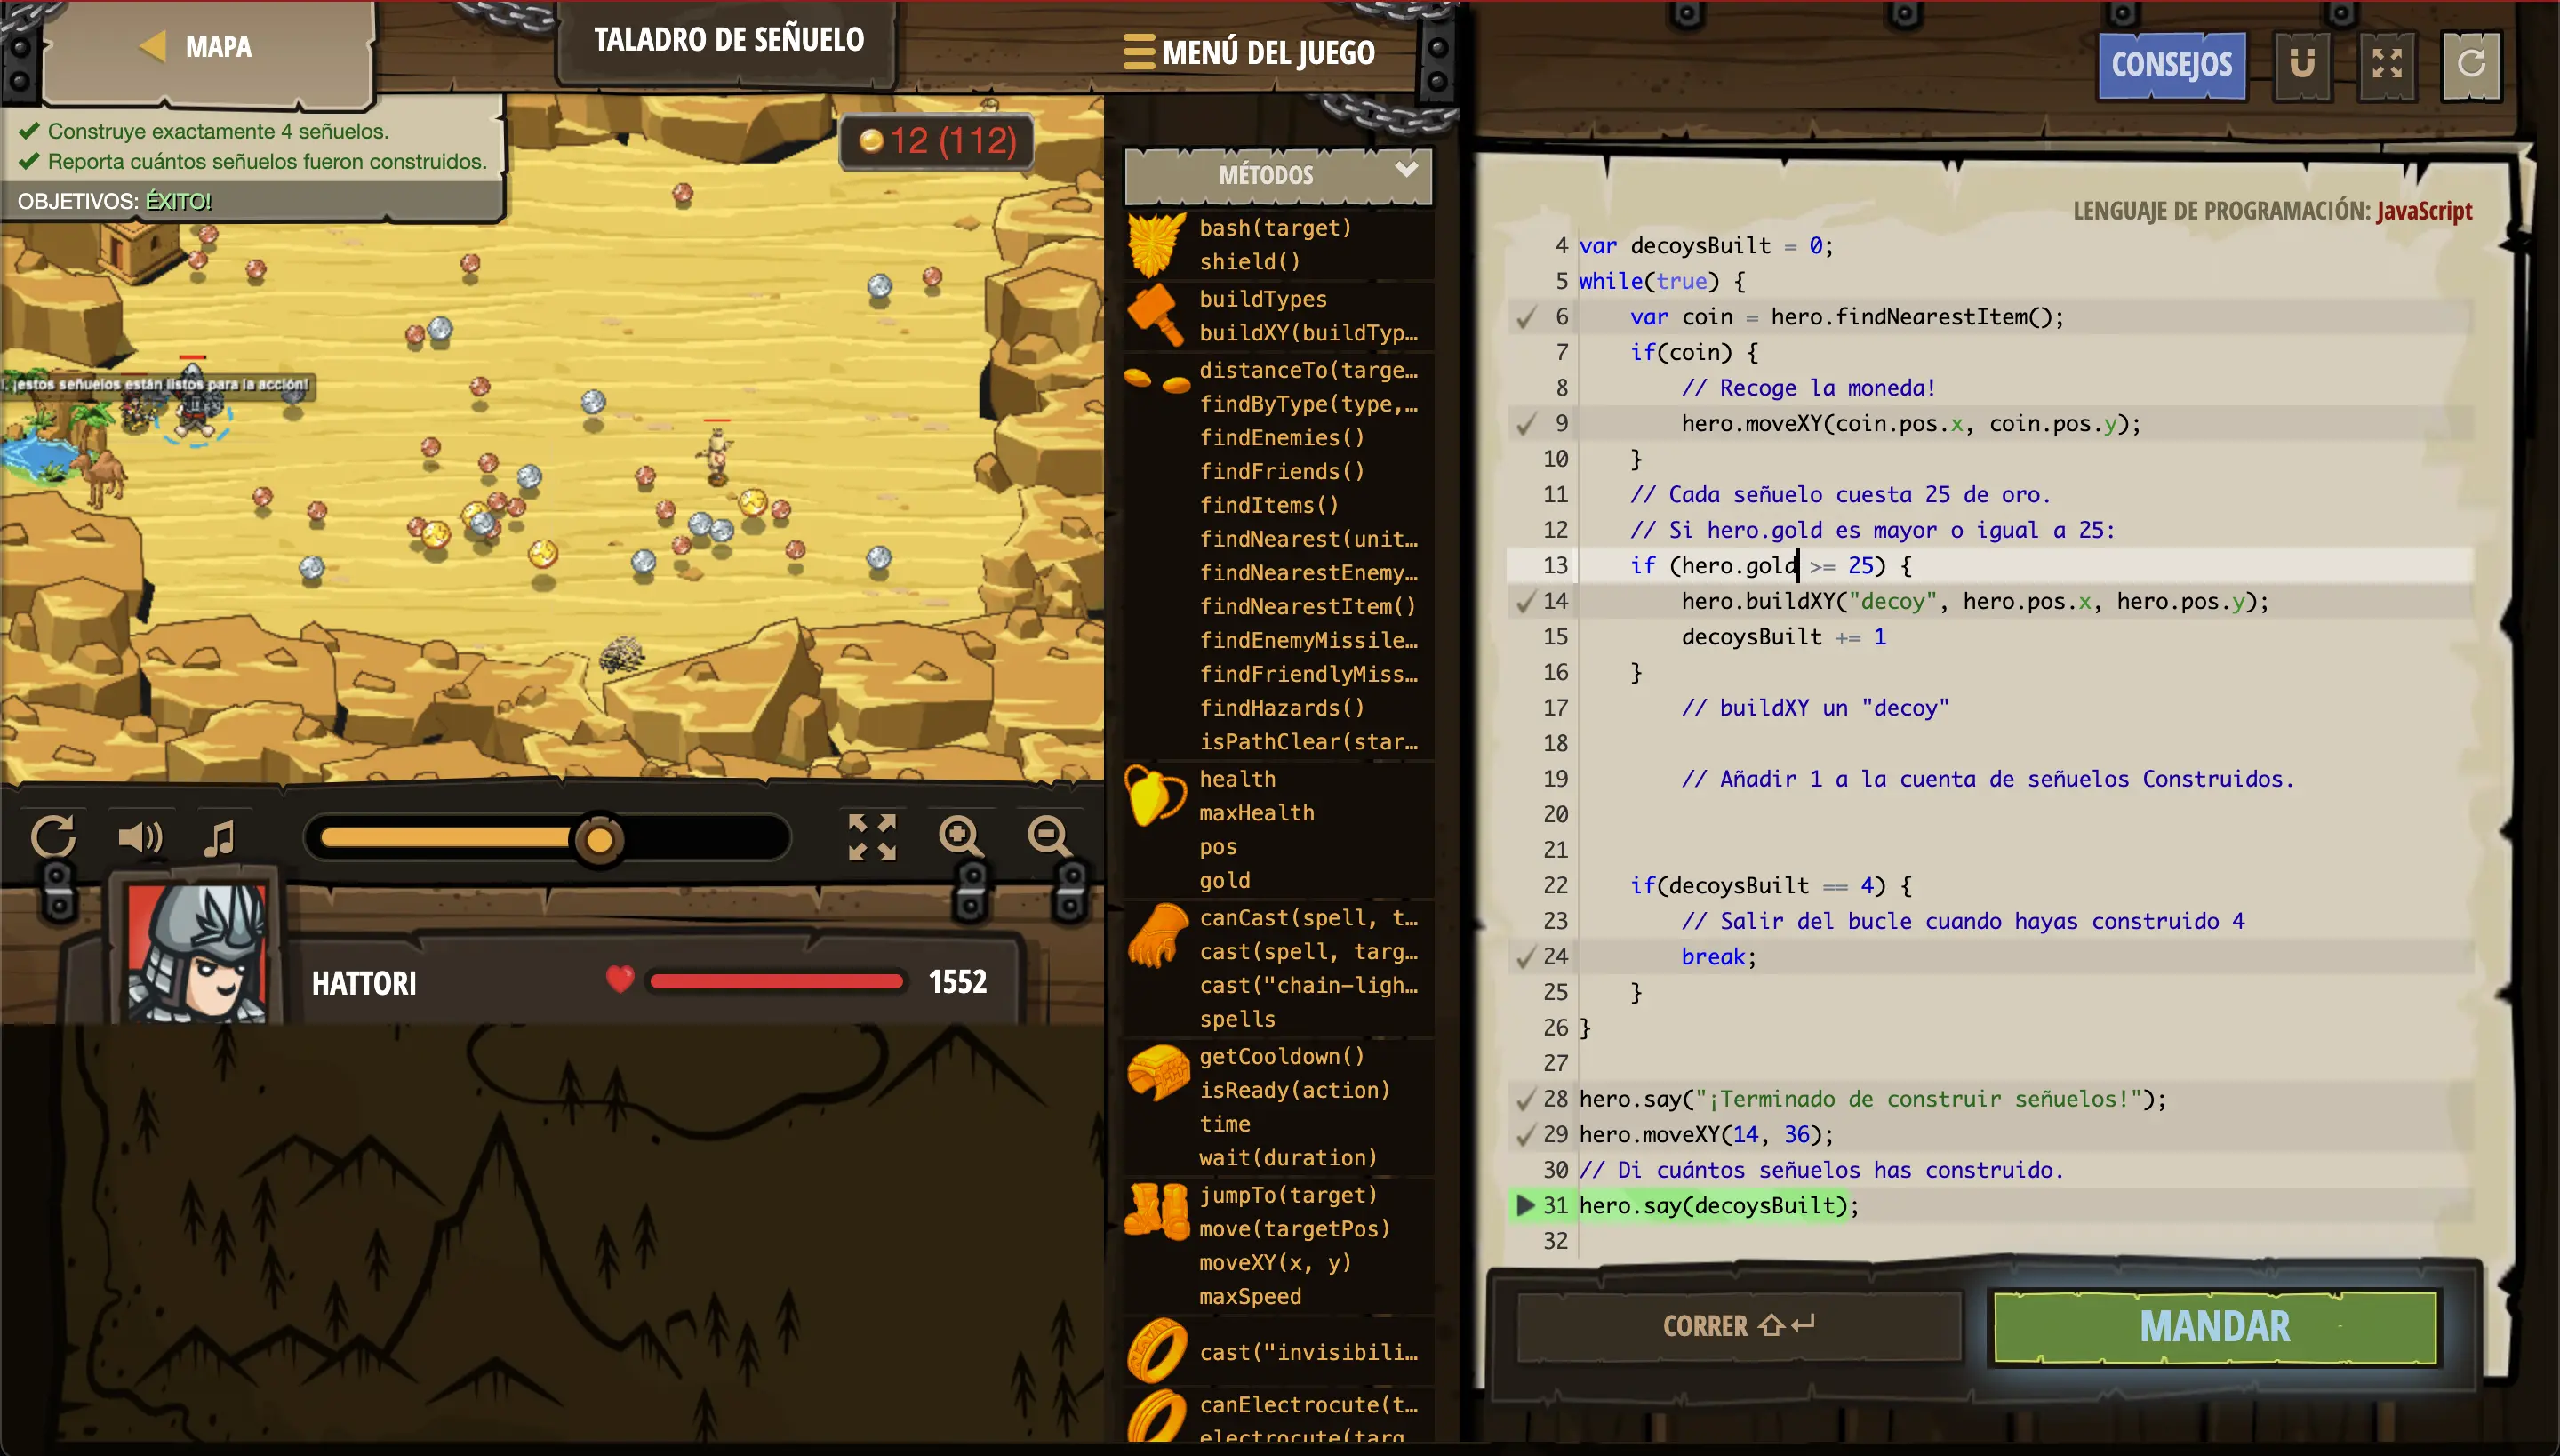 MAPA
TALADRO DE SEÑUELO
MENÚ DEL JUEGO
CONSEJOS
Construye exactamente 4 señuelos.
Reporta cuántos señuelos fueron construidos.
OBJETIVOS: ÉXITO!
12 (112)
¡estos señuelos están listos para la acción!
HATTORI
1552
MÉTODOS
bash(target)
shield()
buildTypes
buildXY(buildTyp…
distanceTo(targe…
findByType(type,…
findEnemies()
findFriends()
findItems()
findNearest(unit…
findNearestEnemy…
findNearestItem()
findEnemyMissile…
findFriendlyMiss…
findHazards()
isPathClear(star…
health
maxHealth
pos
gold
canCast(spell, t…
cast(spell, targ…
cast("chain-ligh…
spells
getCooldown()
isReady(action)
time
wait(duration)
jumpTo(target)
move(targetPos)
moveXY(x, y)
maxSpeed
cast("invisibili…
canElectrocute(t…
electrocute(targ…
LENGUAJE DE PROGRAMACIÓN: JavaScript
4 var decoysBuilt = 0;
5 while(true) {
6 var coin = hero.findNearestItem();
7 if(coin) {
8 // Recoge la moneda!
9 hero.moveXY(coin.pos.x, coin.pos.y);
10 }
11 // Cada señuelo cuesta 25 de oro.
12 // Si hero.gold es mayor o igual a 25:
13 if (hero.gold >= 25) {
14 hero.buildXY("decoy", hero.pos.x, hero.pos.y);
15 decoysBuilt += 1
16 }
17 // buildXY un "decoy"
18
19 // Añadir 1 a la cuenta de señuelos Construidos.
20
21
22 if(decoysBuilt == 4) {
23 // Salir del bucle cuando hayas construido 4
24 break;
25 }
26 }
27
28 hero.say("¡Terminado de construir señuelos!");
29 hero.moveXY(14, 36);
30 // Di cuántos señuelos has construido.
31 hero.say(decoysBuilt);
32
CORRER
MANDAR